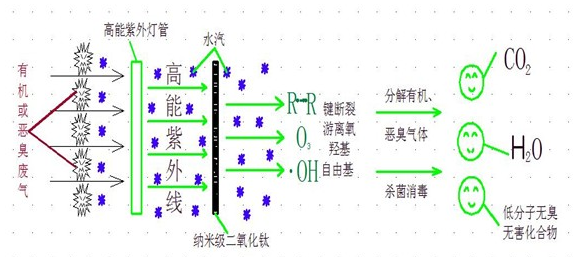 高能紫外灯管
水汽
有机或恶臭废气
高能紫外线
纳米级二氧化钛
R--R 键断裂
游离氧
O₃
羟基
·OH 自由基
分解有机、
恶臭气体
杀菌消毒
CO₂
H₂O
低分子无臭
无害化合物